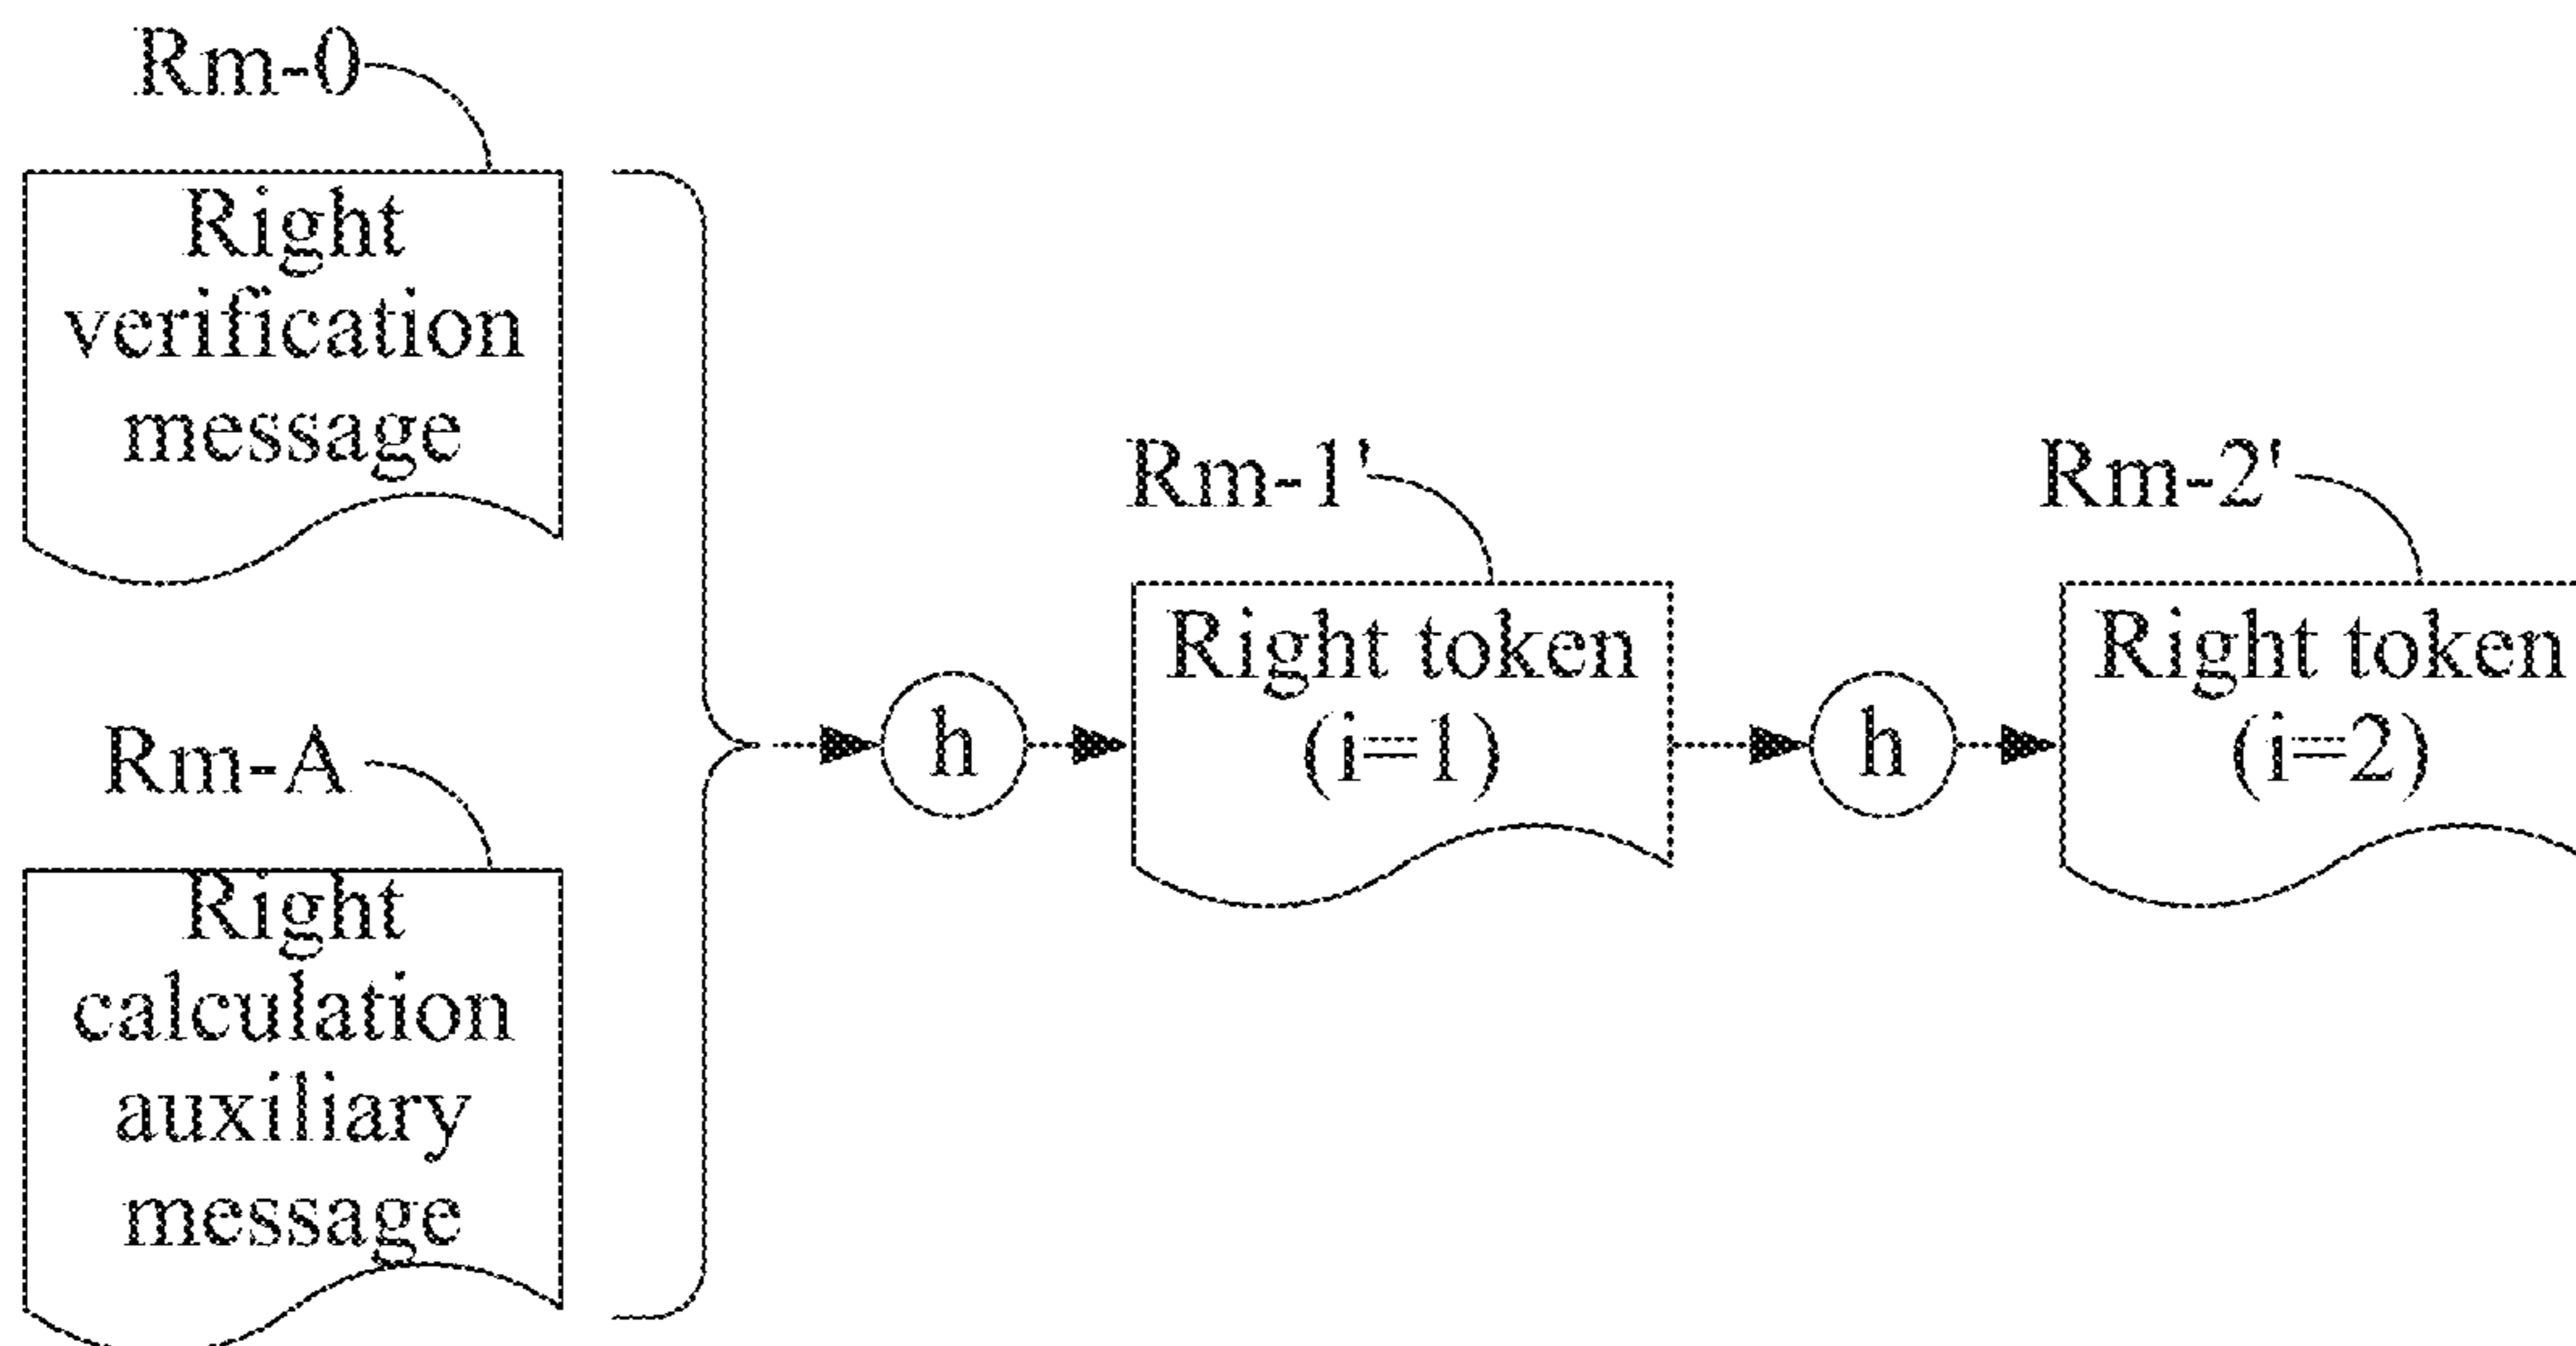 Rm-0
Right
verification
message
Rm-A
Right
calculation
auxiliary
message
h
Rm-1'
Right token
(i=1)
h
Rm-2'
Right token
(i=2)